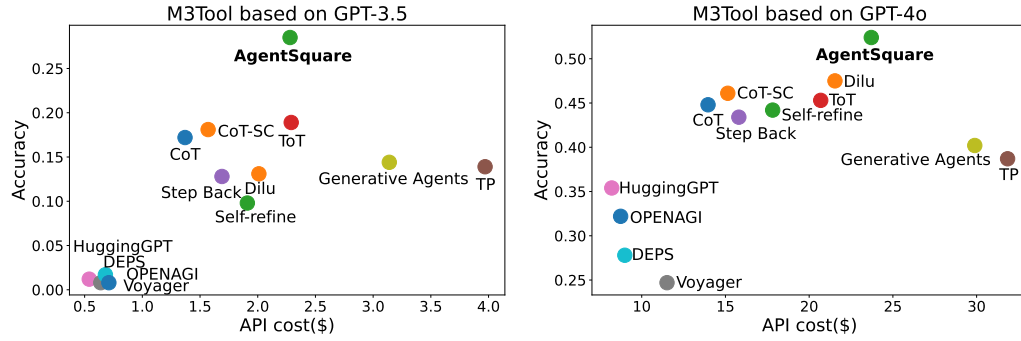 M3Tool based on GPT-3.5
Accuracy
0.25
0.20
0.15
0.10
0.05
0.00
AgentSquare
CoT-SC
ToT
CoT
Generative Agents
TP
Step Back
Dilu
Self-refine
HuggingGPT
DEPS
OPENAGI
Voyager
0.5 1.0 1.5 2.0 2.5 3.0 3.5 4.0
API cost($)
M3Tool based on GPT-4o
Accuracy
0.50
0.45
0.40
0.35
0.30
0.25
AgentSquare
Dilu
CoT-SC
ToT
CoT
Self-refine
Step Back
Generative Agents
TP
HuggingGPT
OPENAGI
DEPS
Voyager
10 15 20 25 30
API cost($)